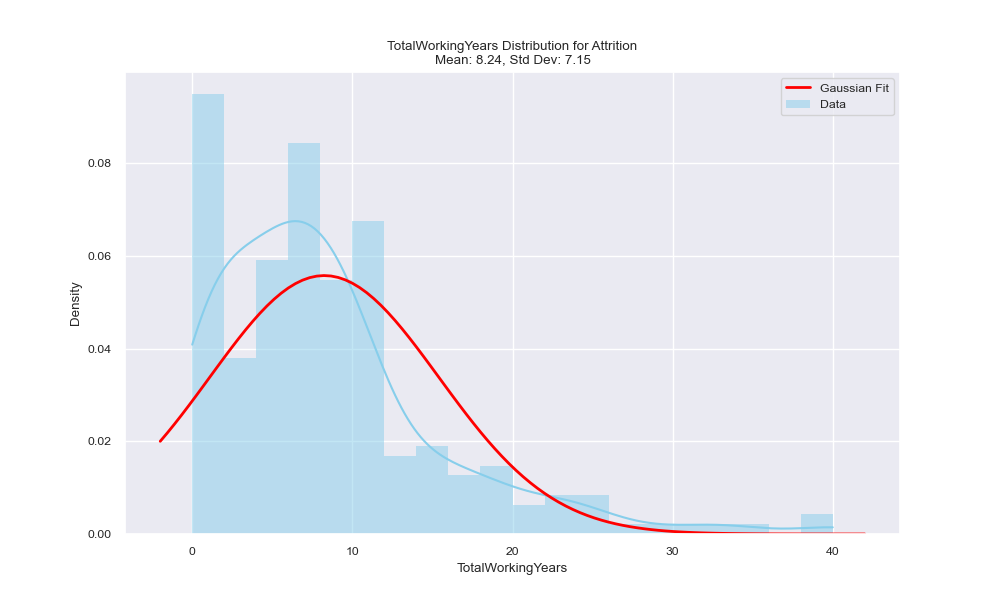 TotalWorkingYears Distribution for Attrition
Mean: 8.24, Std Dev: 7.15
Gaussian Fit
Data
Density
0.08
0.06
0.04
0.02
0.00
0 10 20 30 40
TotalWorkingYears